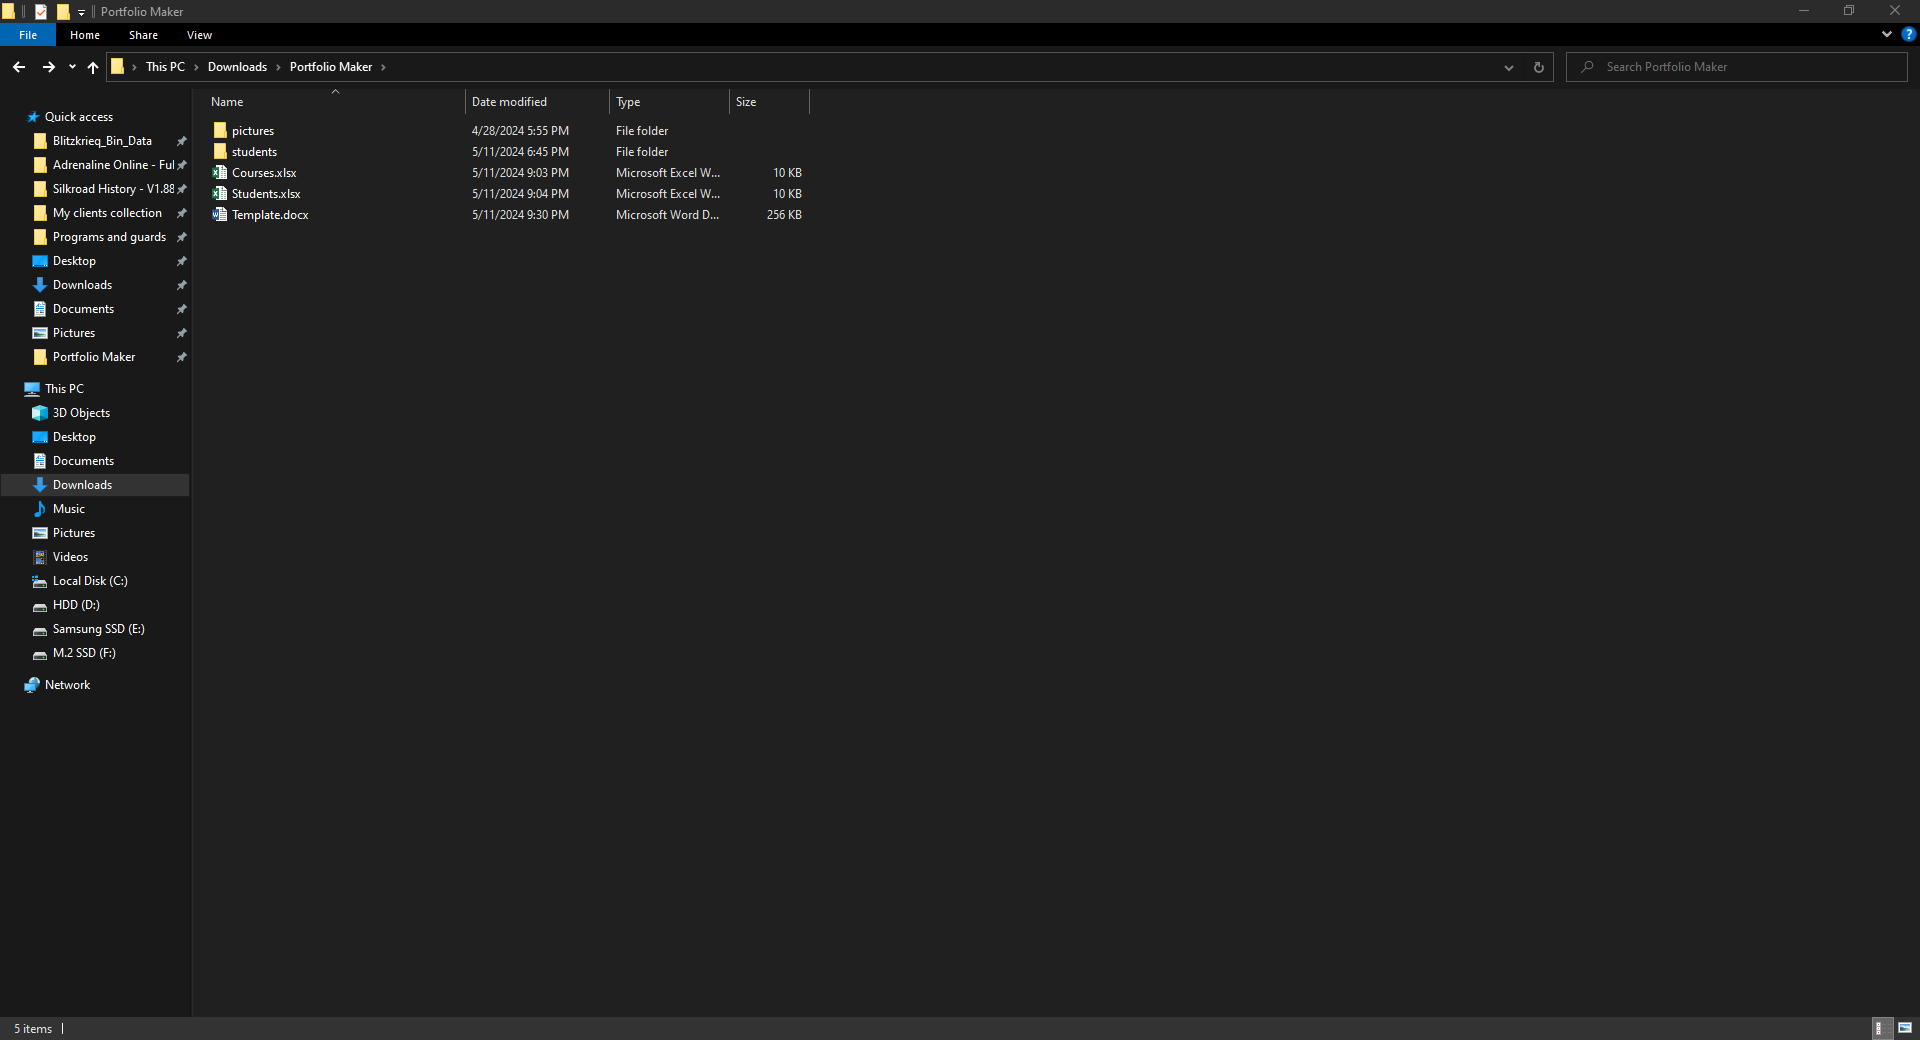 Portfolio Maker
File Home Share View
This PC Downloads Portfolio Maker
Search Portfolio Maker
Name Date modified Type Size
pictures 4/28/2024 5:55 PM File folder
students 5/11/2024 6:45 PM File folder
Courses.xlsx 5/11/2024 9:03 PM Microsoft Excel W... 10 KB
Students.xlsx 5/11/2024 9:04 PM Microsoft Excel W... 10 KB
Template.docx 5/11/2024 9:30 PM Microsoft Word D... 256 KB
Quick access
Blitzkrieq_Bin_Data
Adrenaline Online - Ful
Silkroad History - V1.88
My clients collection
Programs and guards
Desktop
Downloads
Documents
Pictures
Portfolio Maker
This PC
3D Objects
Desktop
Documents
Downloads
Music
Pictures
Videos
Local Disk (C:)
HDD (D:)
Samsung SSD (E:)
M.2 SSD (F:)
Network
5 items